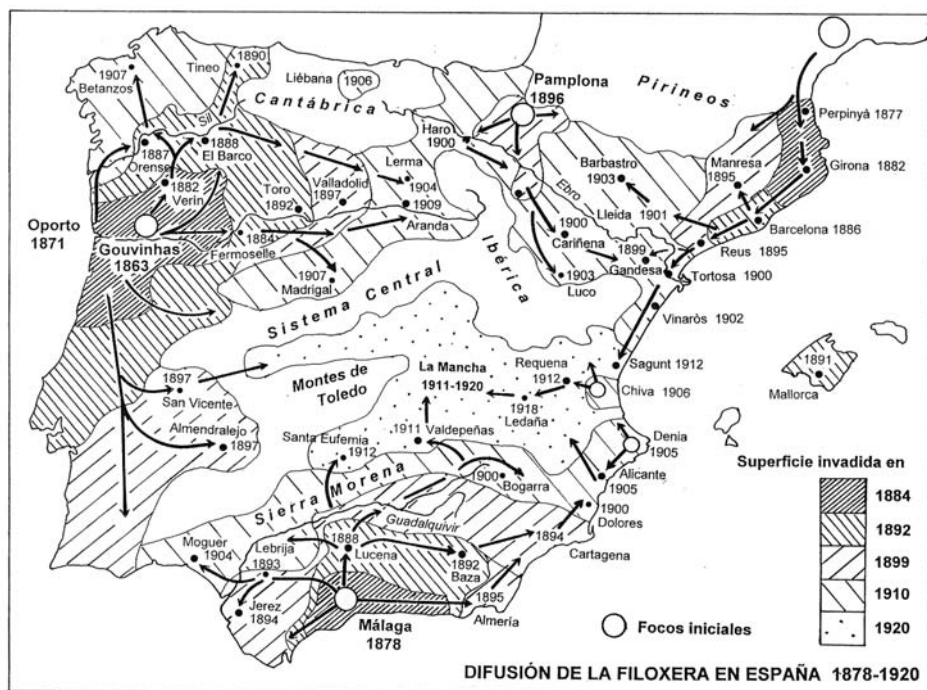 1890
1907
Betanzos
Tineo
Liébana
1906
Cantábrica
Pamplona
1896
Pirineos
Perpinyà 1877
Sil
1887
Orense
1888
El Barco
Haro
1900
Barbastro
1903
Manresa
1895
Girona 1882
1882
Verín
Toro
1892
Valladolid
1897
Lerma
1904
1909
Aranda
Ebro
Lleida
1901
Barcelona 1886
Oporto
1871
Gouvinhas
1863
1884
Fermoselle
1900
Cariñena
1899
Gandesa
Reus 1895
Tortosa 1900
1907
Madrigal
Ibérica
1903
Luco
Sistema Central
Vinaròs 1902
1897
San Vicente
Montes de
Toledo
La Mancha
1911-1920
Requena
1912
Sagunt 1912
1891
Mallorca
Chiva 1906
1918
Ledaña
Almendralejo
1897
Santa Eufemia
1912
1911
Valdepeñas
Denia
1905
Sierra Morena
1900
Bogarra
Alicante
1905
1900
Dolores
Guadalquivir
Moguer
1904
Lebrija
1893
1888
Lucena
1892
Baza
1894
Cartagena
Jerez
1894
1895
Almería
Málaga
1878
Superficie invadida en
1884
1892
1899
1910
1920
Focos iniciales
DIFUSIÓN DE LA FILOXERA EN ESPAÑA 1878-1920